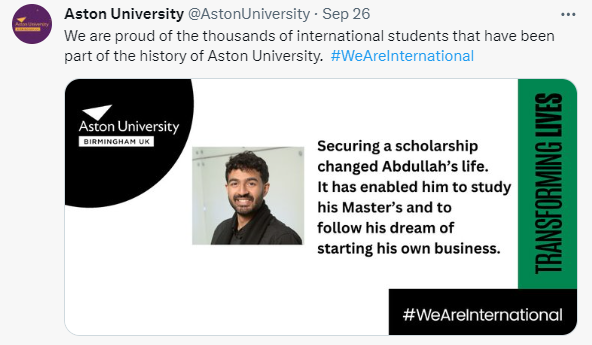 Aston University @AstonUniversity · Sep 26
We are proud of the thousands of international students that have been
part of the history of Aston University. #WeAreInternational
Aston University
BIRMINGHAM UK
Securing a scholarship
changed Abdullah's life.
It has enabled him to study
his Master's and to
follow his dream of
starting his own business.
TRANSFORMING LIVES
#WeAreInternational